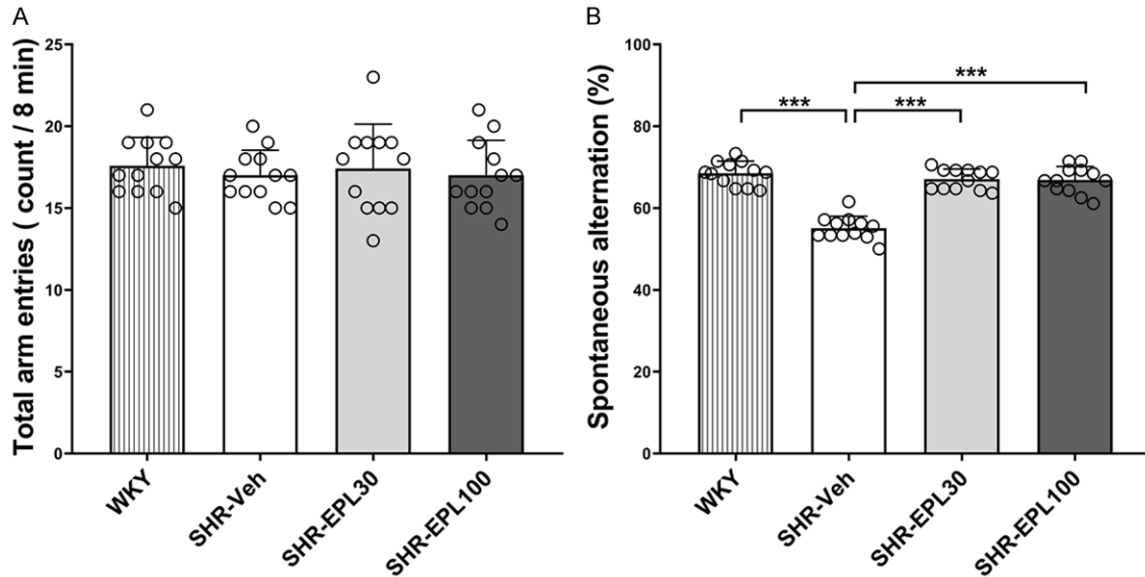 A
Total arm entries ( count / 8 min)
25
20
15
10
5
0
WKY
SHR-Veh
SHR-EPL30
SHR-EPL100
B
Spontaneous alternation (%)
100
80
60
40
20
0
***
***
***
WKY
SHR-Veh
SHR-EPL30
SHR-EPL100